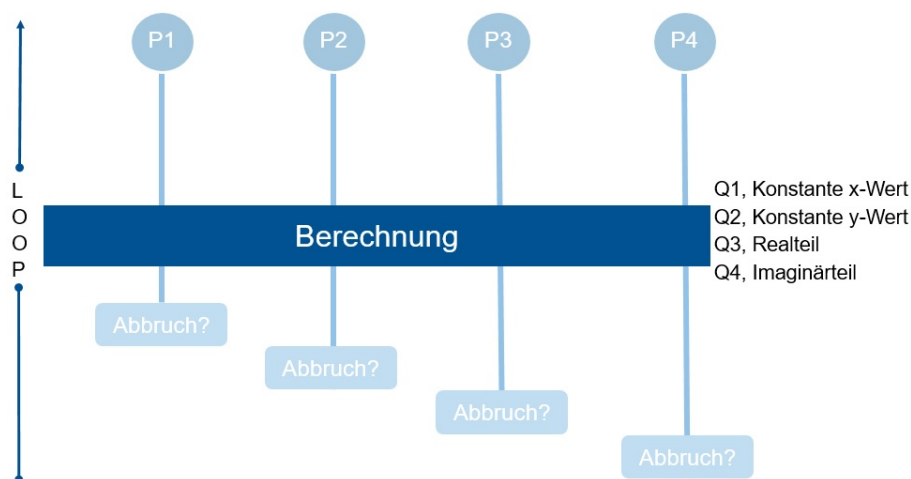 P1
P2
P3
P4
L
O
O
P
Berechnung
Q1, Konstante x-Wert
Q2, Konstante y-Wert
Q3, Realteil
Q4, Imaginärteil
Abbruch?
Abbruch?
Abbruch?
Abbruch?